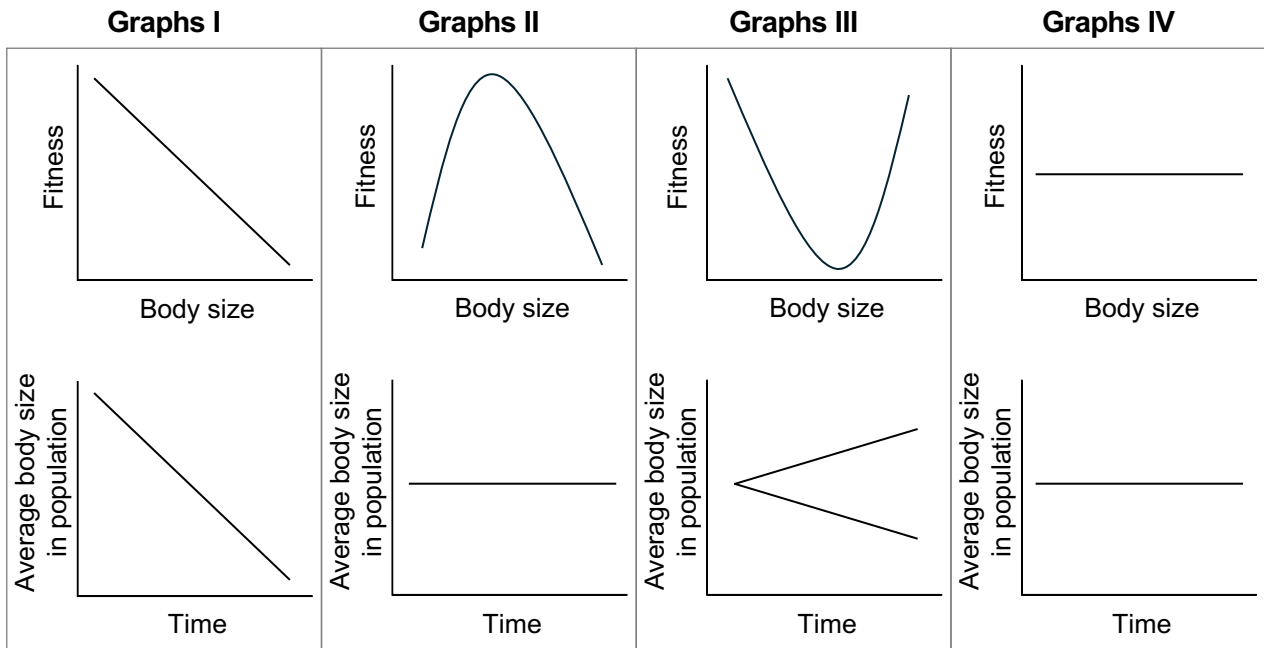 Graphs I
Graphs II
Graphs III
Graphs IV
Fitness
Body size
Fitness
Body size
Fitness
Body size
Fitness
Body size
Average body size
in population
Time
Average body size
in population
Time
Average body size
in population
Time
Average body size
in population
Time